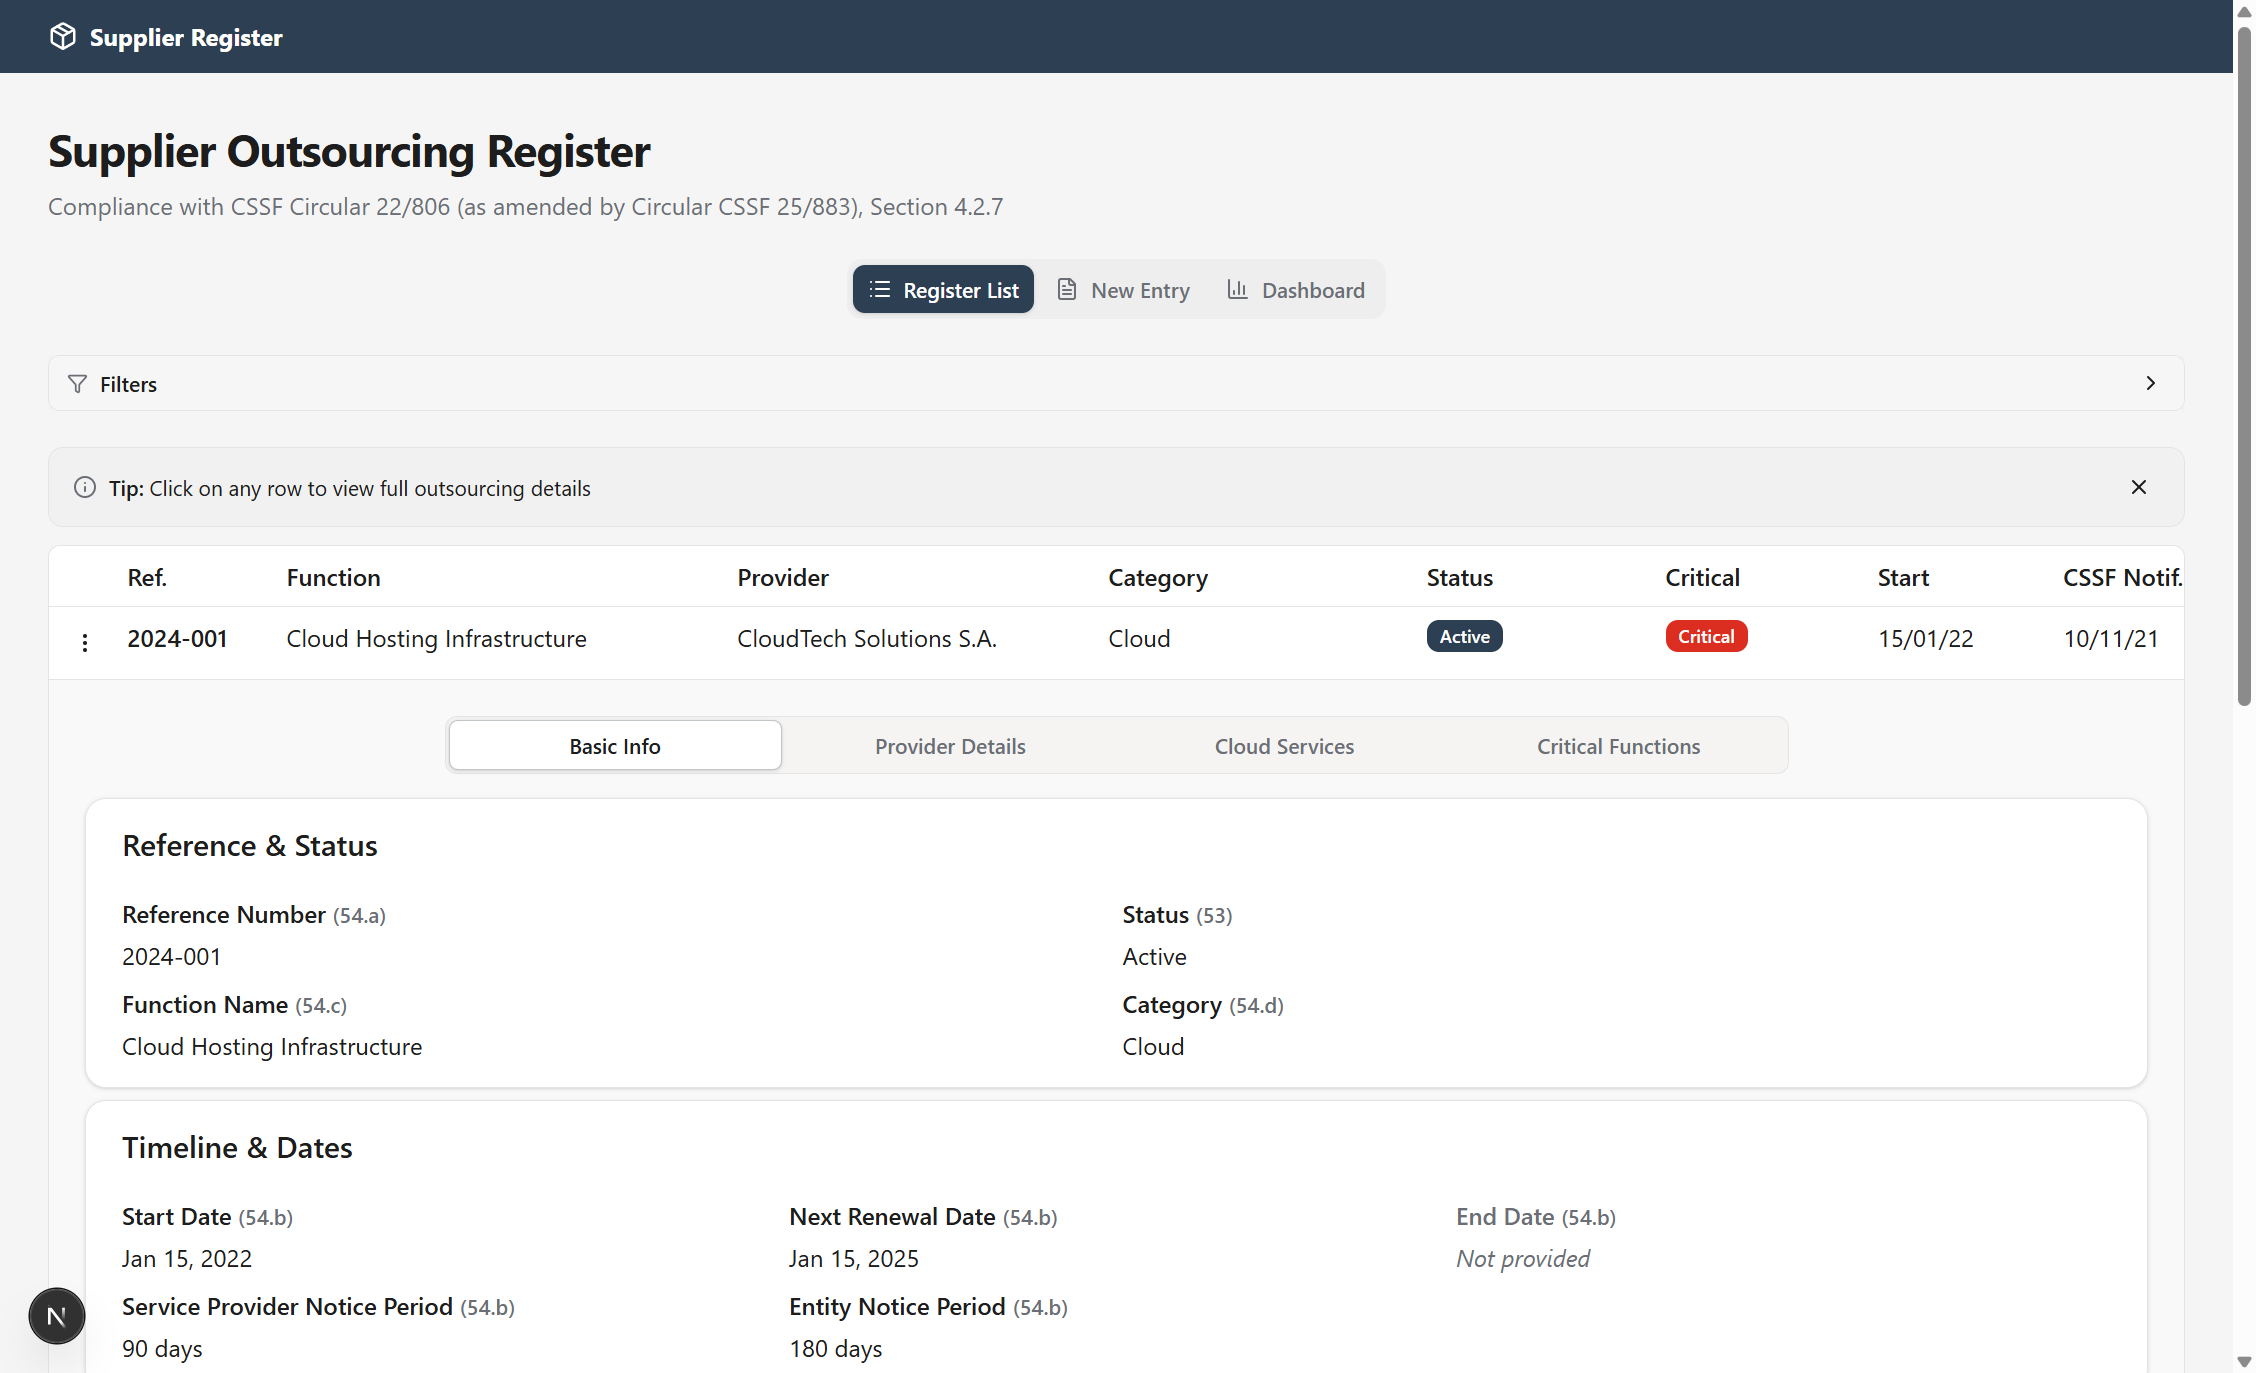 Supplier Register
Supplier Outsourcing Register
Compliance with CSSF Circular 22/806 (as amended by Circular CSSF 25/883), Section 4.2.7
Register List New Entry Dashboard
Filters
Tip: Click on any row to view full outsourcing details
Ref. Function Provider Category Status Critical Start CSSF Notif.
2024-001 Cloud Hosting Infrastructure CloudTech Solutions S.A. Cloud Active Critical 15/01/22 10/11/21
Basic Info Provider Details Cloud Services Critical Functions
Reference & Status
Reference Number (54.a) Status (53)
2024-001 Active
Function Name (54.c) Category (54.d)
Cloud Hosting Infrastructure Cloud
Timeline & Dates
Start Date (54.b) Next Renewal Date (54.b) End Date (54.b)
Jan 15, 2022 Jan 15, 2025 Not provided
Service Provider Notice Period (54.b) Entity Notice Period (54.b)
90 days 180 days
N